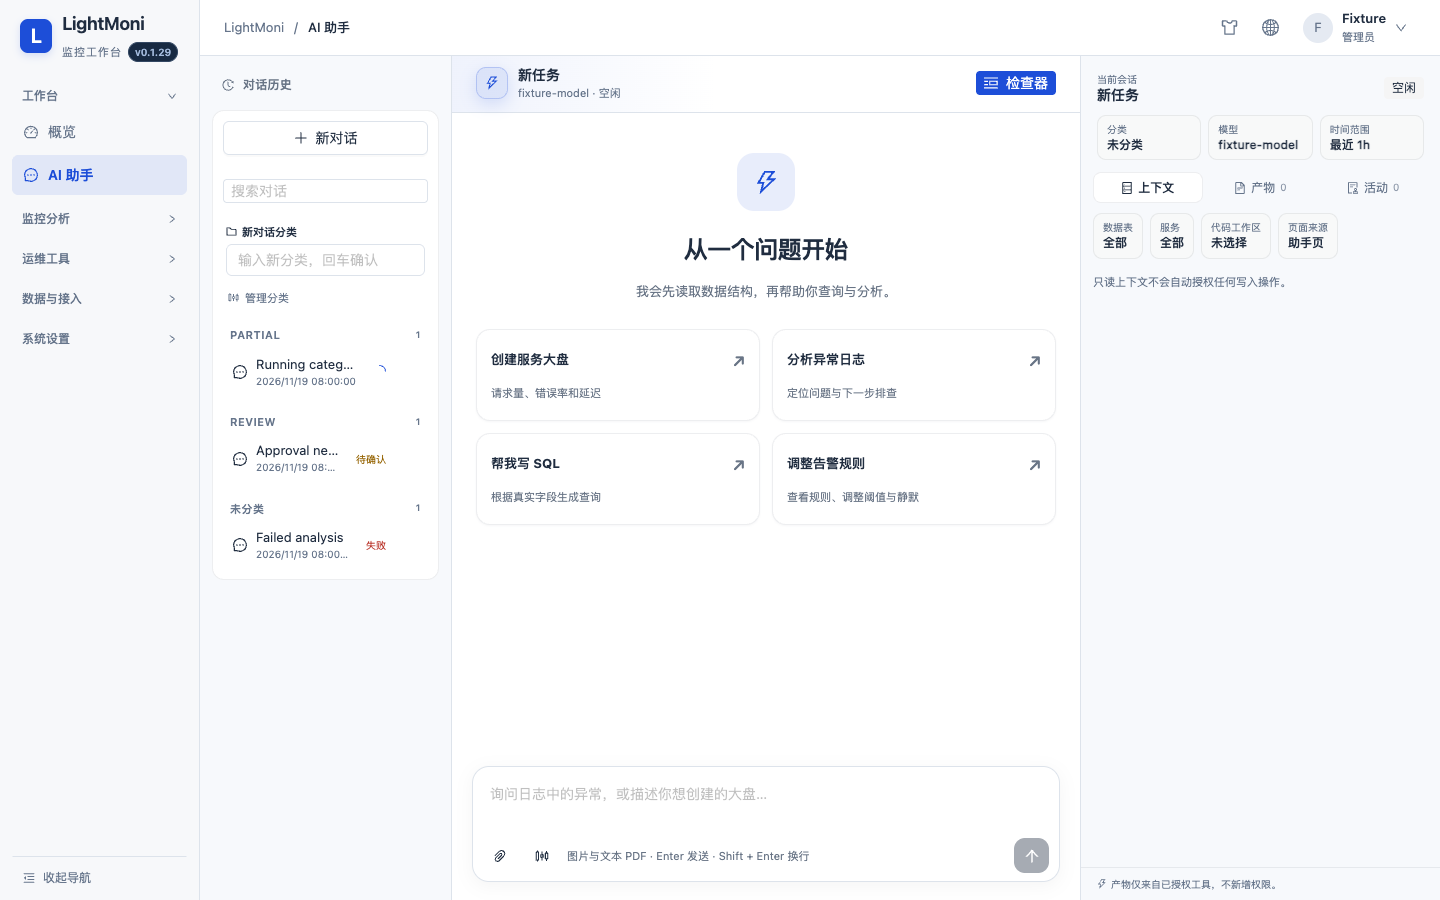 L
LightMoni
监控工作台 v0.1.29
工作台
概览
AI 助手
监控分析
运维工具
数据与接入
系统设置
收起导航
LightMoni / AI 助手
F
Fixture
管理员
对话历史
新对话
搜索对话
新对话分类
输入新分类，回车确认
管理分类
PARTIAL 1
Running categ...
2026/11/19 08:00:00
REVIEW 1
Approval ne...
2026/11/19 08:...
待确认
未分类 1
Failed analysis
2026/11/19 08:00...
失败
新任务
fixture-model · 空闲
检查器
从一个问题开始
我会先读取数据结构，再帮助你查询与分析。
创建服务大盘
请求量、错误率和延迟
分析异常日志
定位问题与下一步排查
帮我写 SQL
根据真实字段生成查询
调整告警规则
查看规则、调整阈值与静默
询问日志中的异常，或描述你想创建的大盘...
图片与文本 PDF · Enter 发送 · Shift + Enter 换行
当前会话
新任务
空闲
分类
未分类
模型
fixture-model
时间范围
最近 1h
上下文
产物 0
活动 0
数据表
全部
服务
全部
代码工作区
未选择
页面来源
助手页
只读上下文不会自动授权任何写入操作。
产物仅来自已授权工具，不新增权限。